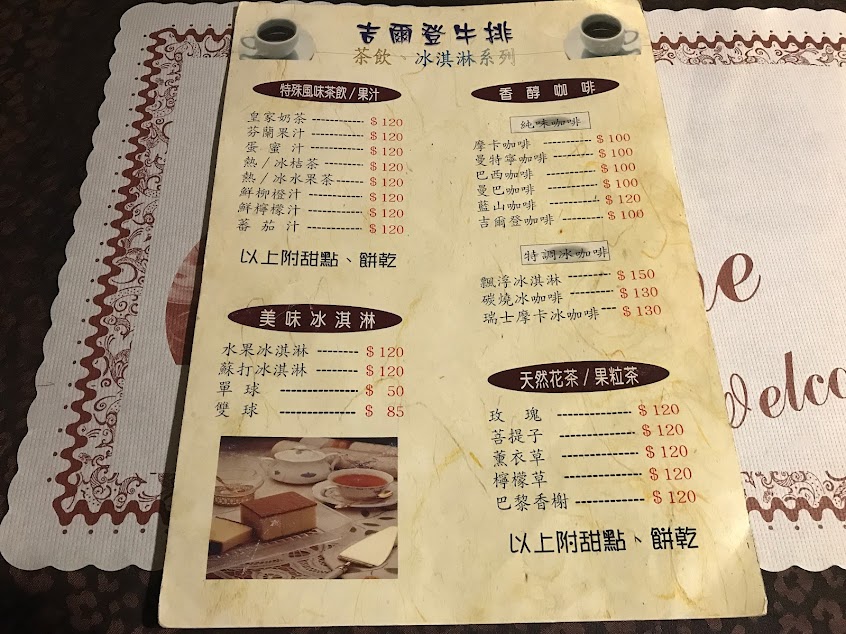 吉爾登牛排
茶飲、冰淇淋系列
特殊風味茶飲/果汁
皇家奶茶 ------------ $ 120
芬蘭果汁 ------------ $ 120
蛋蜜汁 ------------ $ 120
熱/冰桔茶 ------------ $ 120
熱/冰水果茶 -------- $ 120
鮮柳橙汁 ------------ $ 120
鮮檸檬汁 ------------ $ 120
蕃茄汁 ------------ $ 120
以上附甜點、餅乾
美味冰淇淋
水果冰淇淋 -------- $ 120
蘇打冰淇淋 -------- $ 120
單球 ---------------- $ 50
雙球 ---------------- $ 85
香醇咖啡
純味咖啡
摩卡咖啡 ---------- $ 100
曼特寧咖啡 -------- $ 100
巴西咖啡 ---------- $ 100
曼巴咖啡 ---------- $ 100
藍山咖啡 ---------- $ 120
吉爾登咖啡 -------- $ 100
特調冰咖啡
飄浮冰淇淋 -------- $ 150
碳燒冰咖啡 -------- $ 130
瑞士摩卡冰咖啡 --- $ 130
天然花茶/果粒茶
玫瑰 -------------- $ 120
菩提子 -------------- $ 120
薰衣草 -------------- $ 120
檸檬草 -------------- $ 120
巴黎香榭 ------------ $ 120
以上附甜點、餅乾